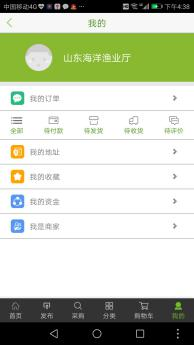 中国移动4G 下午4:38
我的
山东海洋渔业厅
我的订单
全部 待付款 待发货 待收货 待评价
我的地址
我的收藏
我的资金
我是商家
首页 发布 采购 分类 购物车 我的